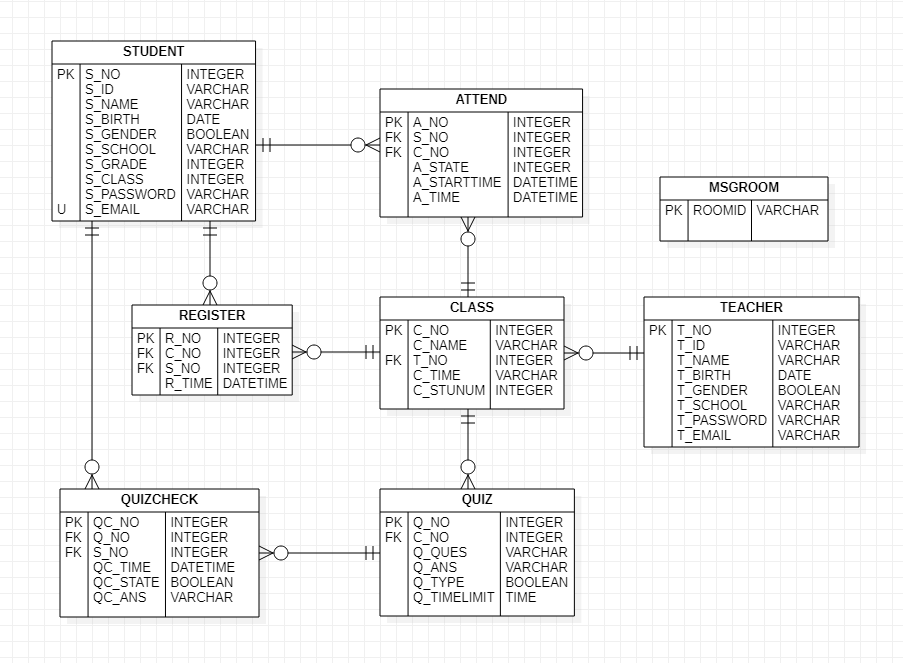 STUDENT
PK S_NO INTEGER
S_ID VARCHAR
S_NAME VARCHAR
S_BIRTH DATE
S_GENDER BOOLEAN
S_SCHOOL VARCHAR
S_GRADE INTEGER
S_CLASS INTEGER
S_PASSWORD VARCHAR
U S_EMAIL VARCHAR
ATTEND
PK A_NO INTEGER
FK S_NO INTEGER
FK C_NO INTEGER
A_STATE INTEGER
A_STARTTIME DATETIME
A_TIME DATETIME
MSGROOM
PK ROOMID VARCHAR
REGISTER
PK R_NO INTEGER
FK C_NO INTEGER
FK S_NO INTEGER
R_TIME DATETIME
CLASS
PK C_NO INTEGER
C_NAME VARCHAR
FK T_NO INTEGER
C_TIME VARCHAR
C_STUNUM INTEGER
TEACHER
PK T_NO INTEGER
T_ID VARCHAR
T_NAME VARCHAR
T_BIRTH DATE
T_GENDER BOOLEAN
T_SCHOOL VARCHAR
T_PASSWORD VARCHAR
T_EMAIL VARCHAR
QUIZCHECK
PK QC_NO INTEGER
FK Q_NO INTEGER
FK S_NO INTEGER
QC_TIME DATETIME
QC_STATE BOOLEAN
QC_ANS VARCHAR
QUIZ
PK Q_NO INTEGER
FK C_NO INTEGER
Q_QUES VARCHAR
Q_ANS VARCHAR
Q_TYPE BOOLEAN
Q_TIMELIMIT TIME